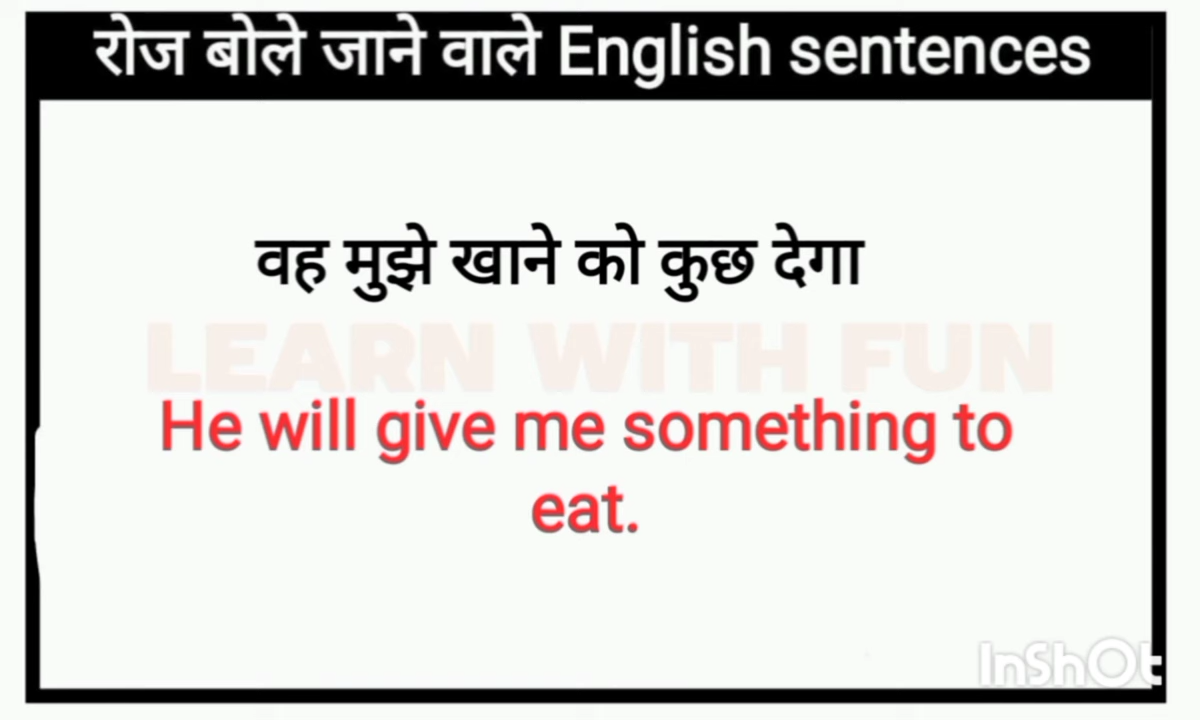 रोज बोले जाने वाले English sentences
वह मुझे खाने को कुछ देगा
LEARN WITH FUN
He will give me something to
eat.
InShOt